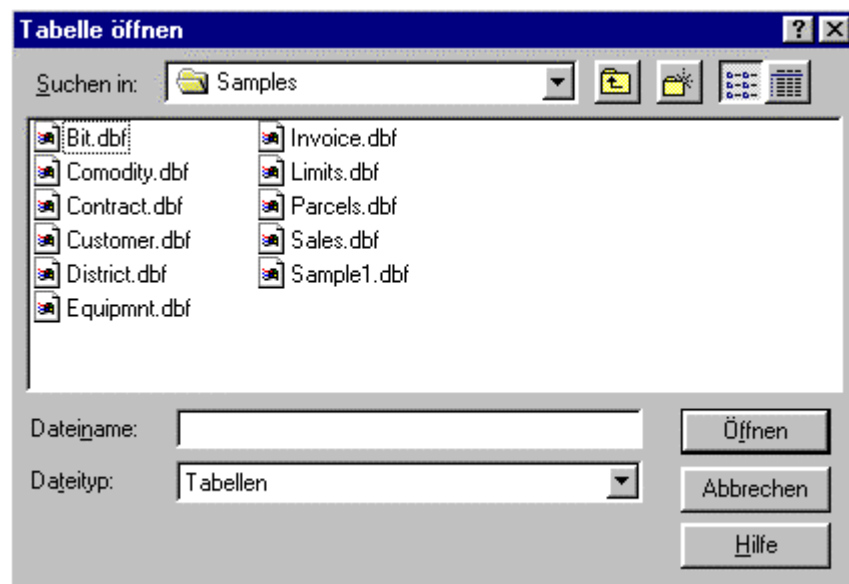 Tabelle öffnen
Suchen in: Samples
Bit.dbf
Comodity.dbf
Contract.dbf
Customer.dbf
District.dbf
Equipmnt.dbf
Invoice.dbf
Limits.dbf
Parcels.dbf
Sales.dbf
Sample1.dbf
Dateiname:
Öffnen
Dateityp: Tabellen
Abbrechen
Hilfe